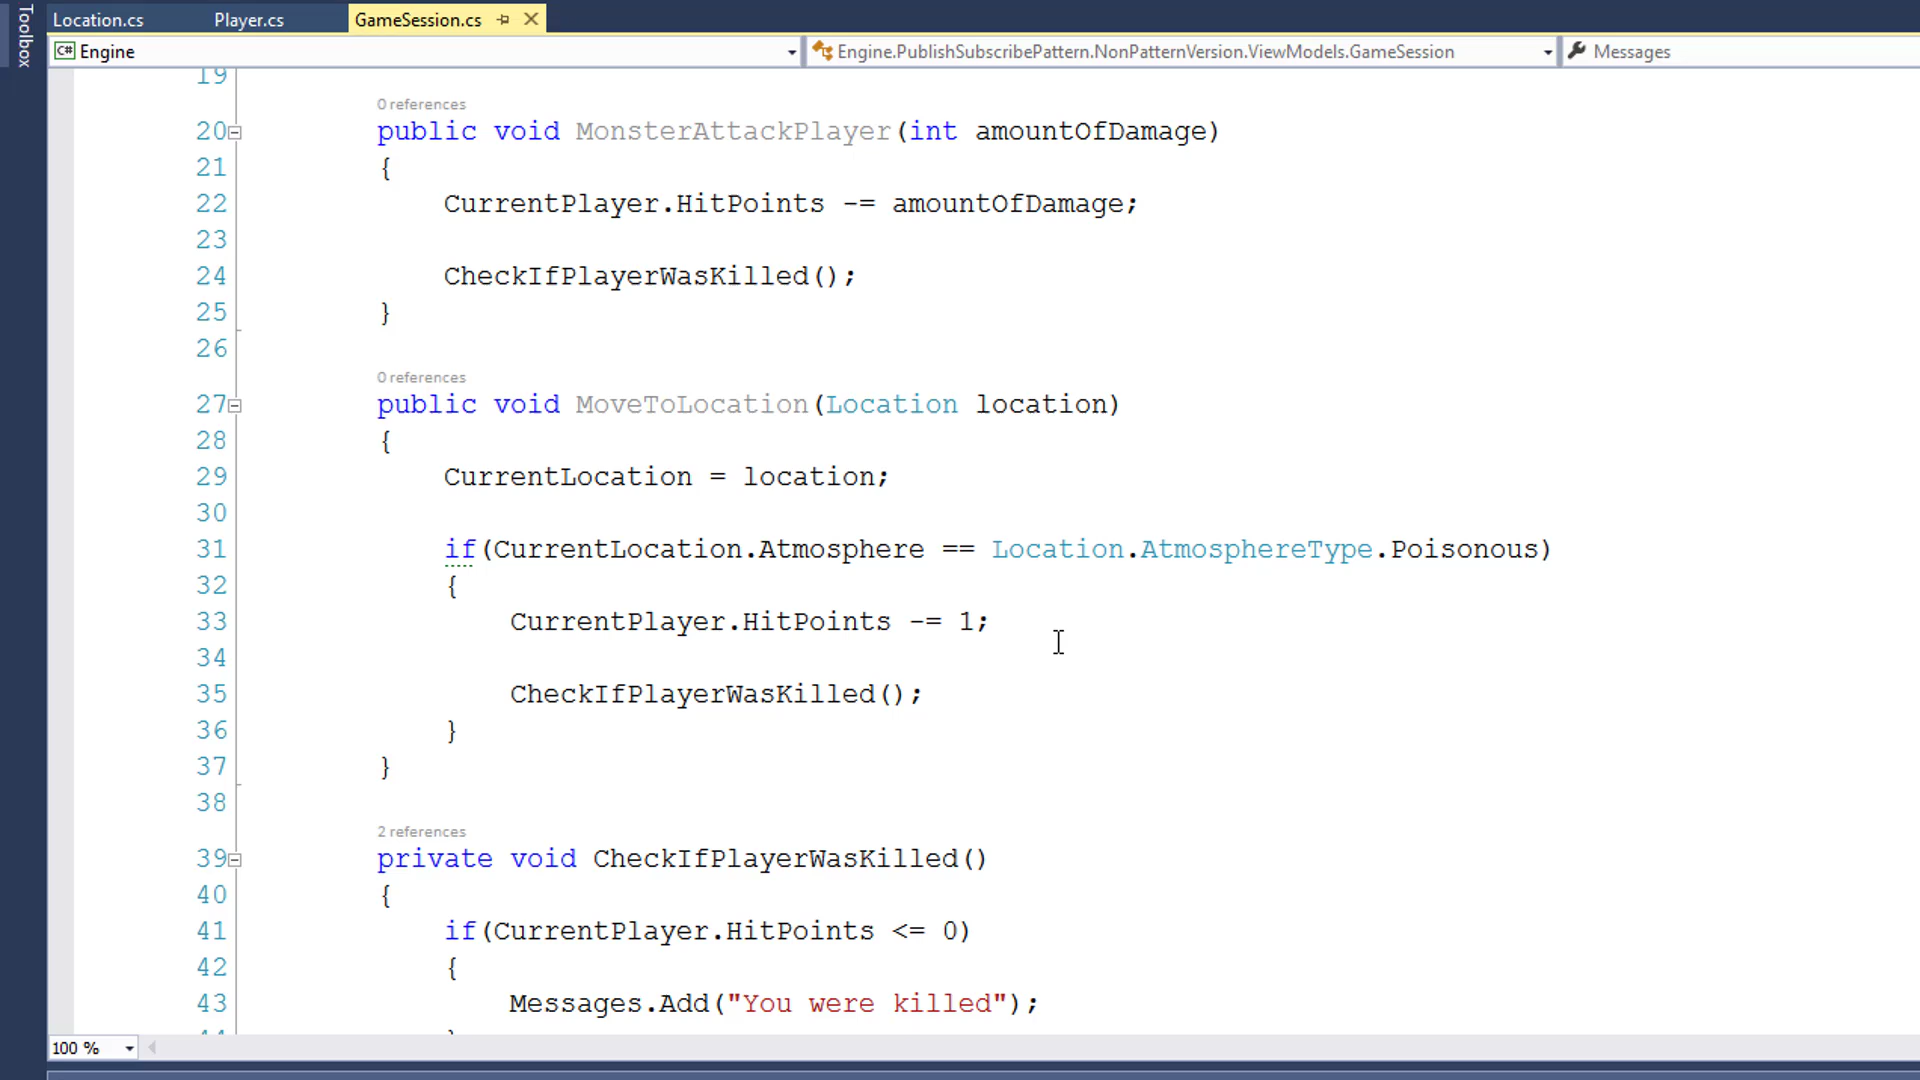 Toolbox
Location.cs Player.cs GameSession.cs
C# Engine Engine.PublishSubscribePattern.NonPatternVersion.ViewModels.GameSession Messages
19
0 references
20 public void MonsterAttackPlayer(int amountOfDamage)
21 {
22 CurrentPlayer.HitPoints -= amountOfDamage;
23
24 CheckIfPlayerWasKilled();
25 }
26
0 references
27 public void MoveToLocation(Location location)
28 {
29 CurrentLocation = location;
30
31 if(CurrentLocation.Atmosphere == Location.AtmosphereType.Poisonous)
32 {
33 CurrentPlayer.HitPoints -= 1;
34
35 CheckIfPlayerWasKilled();
36 }
37 }
38
2 references
39 private void CheckIfPlayerWasKilled()
40 {
41 if(CurrentPlayer.HitPoints <= 0)
42 {
43 Messages.Add("You were killed");
100 %